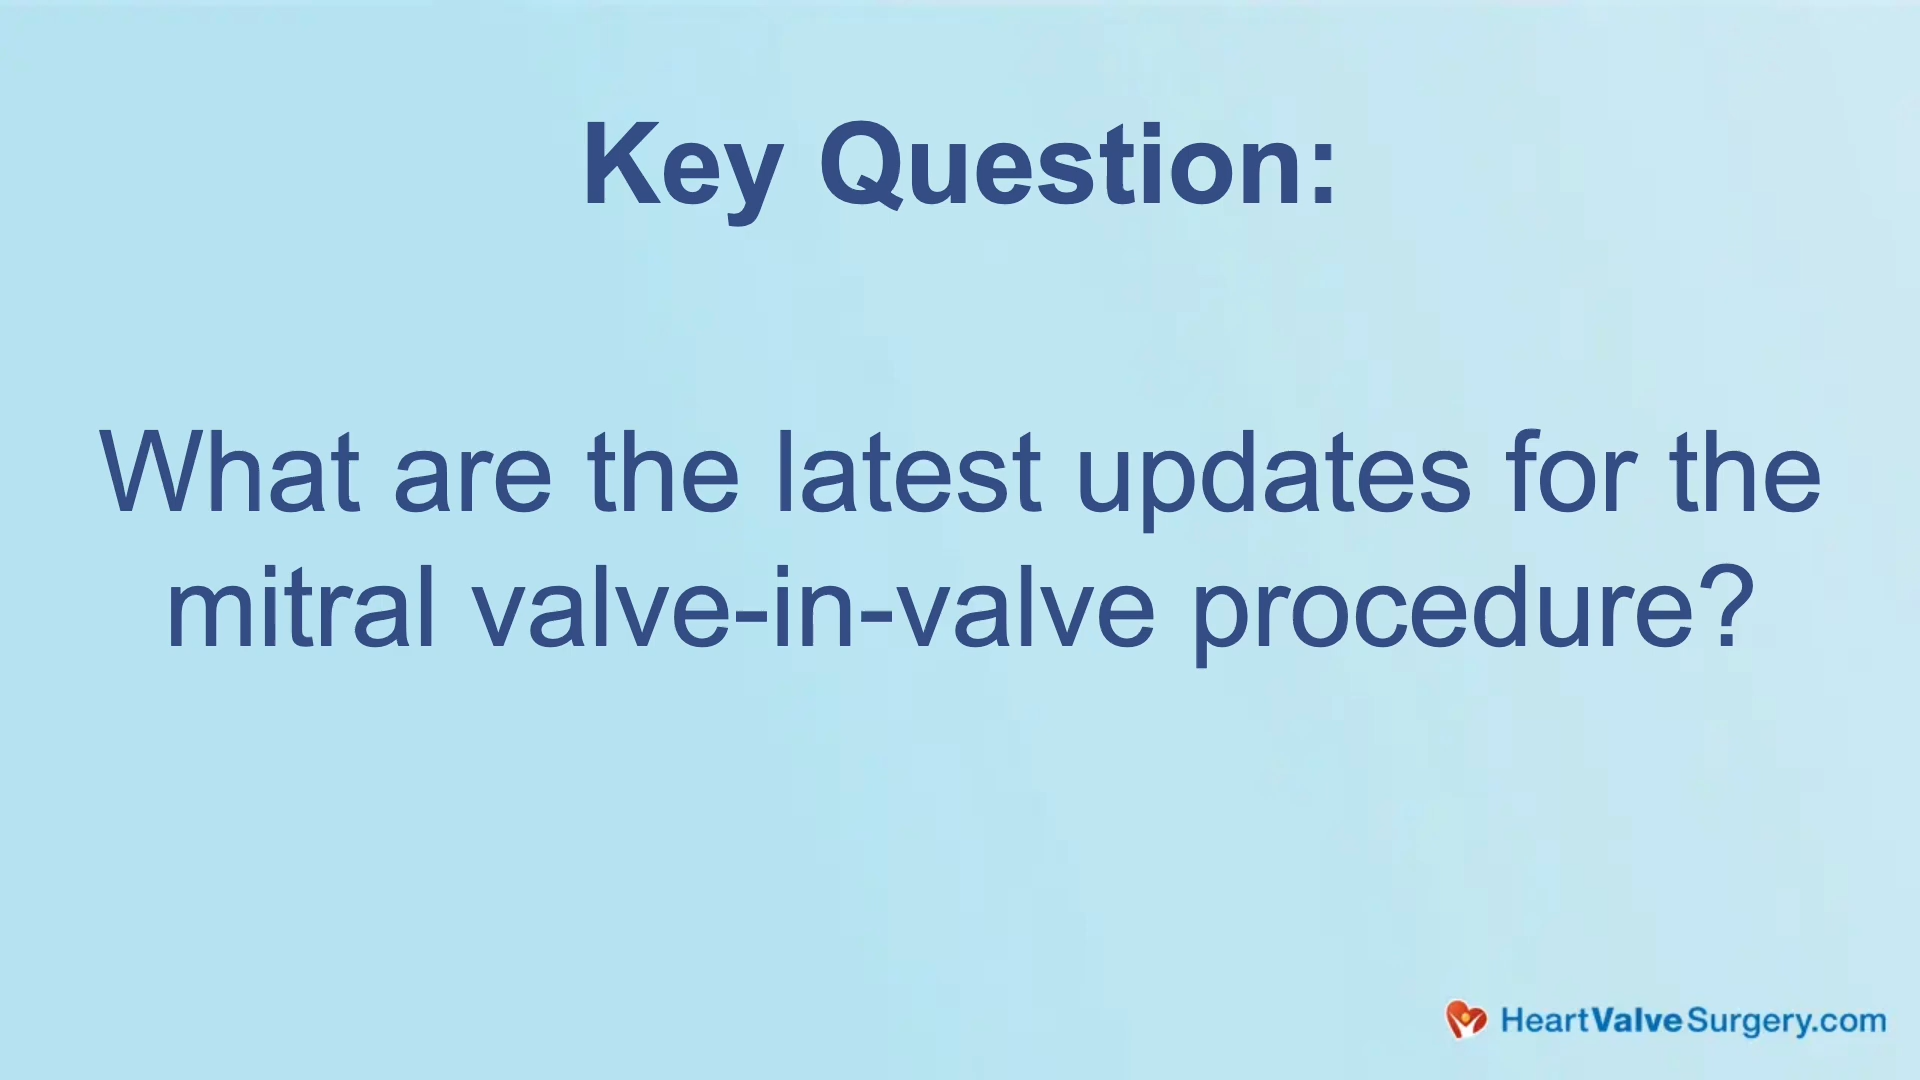 Key Question:
What are the latest updates for the
mitral valve-in-valve procedure?
HeartValveSurgery.com